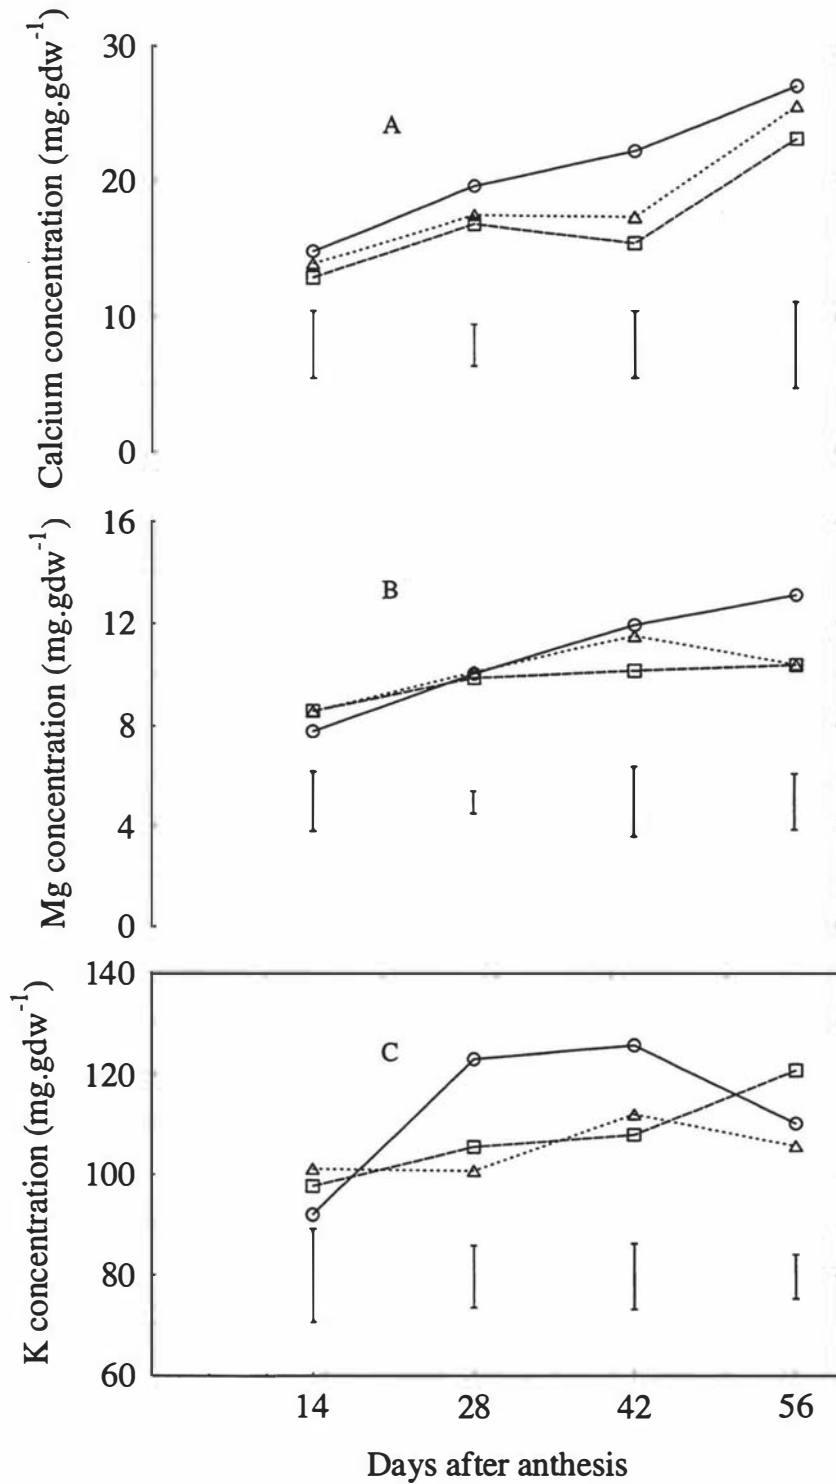 30
A
20
10
0
Calcium concentration (mg.gdw⁻¹)
16
B
12
8
4
0
Mg concentration (mg.gdw⁻¹)
140
C
120
100
80
60
K concentration (mg.gdw⁻¹)
14 28 42 56
Days after anthesis